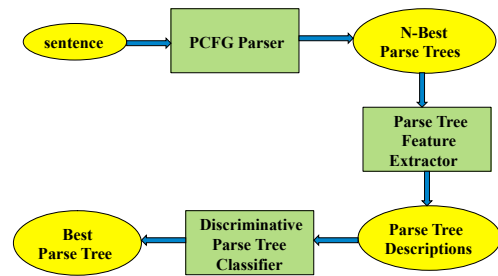 sentence
PCFG Parser
N-Best
Parse Trees
Parse Tree
Feature
Extractor
Parse Tree
Descriptions
Discriminative
Parse Tree
Classifier
Best
Parse Tree